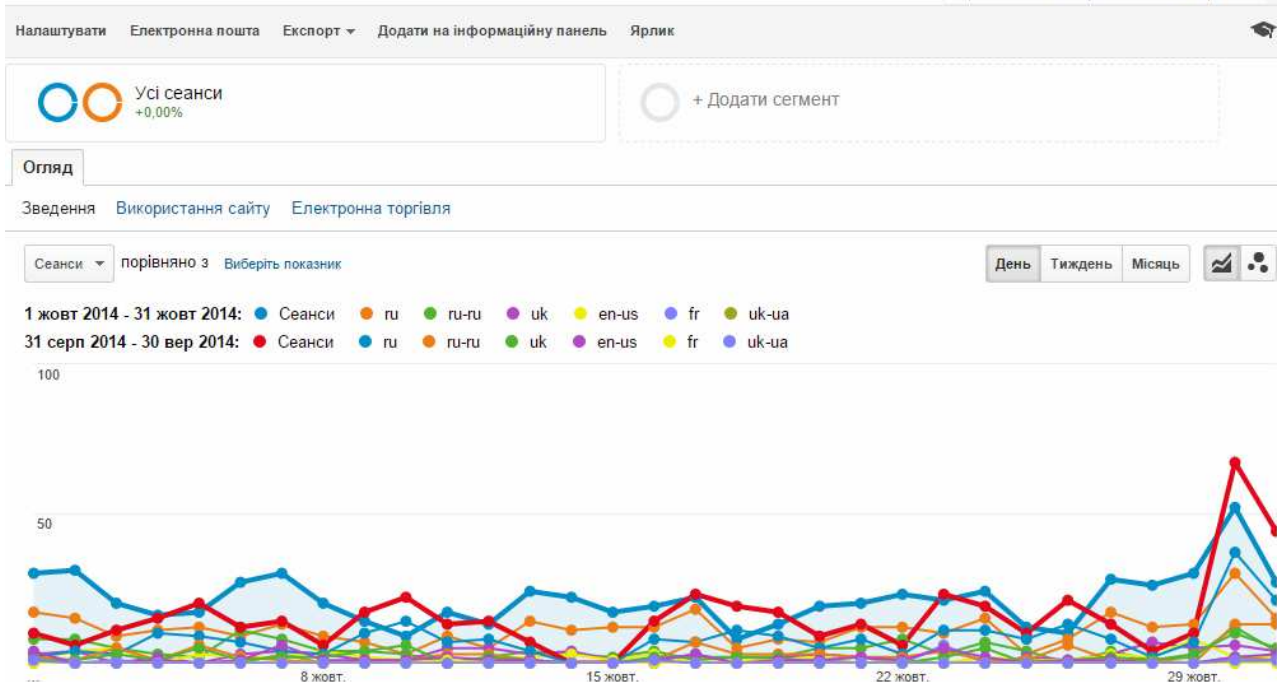 Налаштувати Електронна пошта Експорт Додати на інформаційну панель Ярлик
Усі сеанси
+0,00%
+ Додати сегмент
Огляд
Зведення Використання сайту Електронна торгівля
Сеанси порівняно з Виберіть показник День Тиждень Місяць
1 жовт 2014 - 31 жовт 2014: Сеанси ru ru-ru uk en-us fr uk-ua
31 серп 2014 - 30 вер 2014: Сеанси ru ru-ru uk en-us fr uk-ua
100
50
8 жовт. 15 жовт. 22 жовт. 29 жовт.